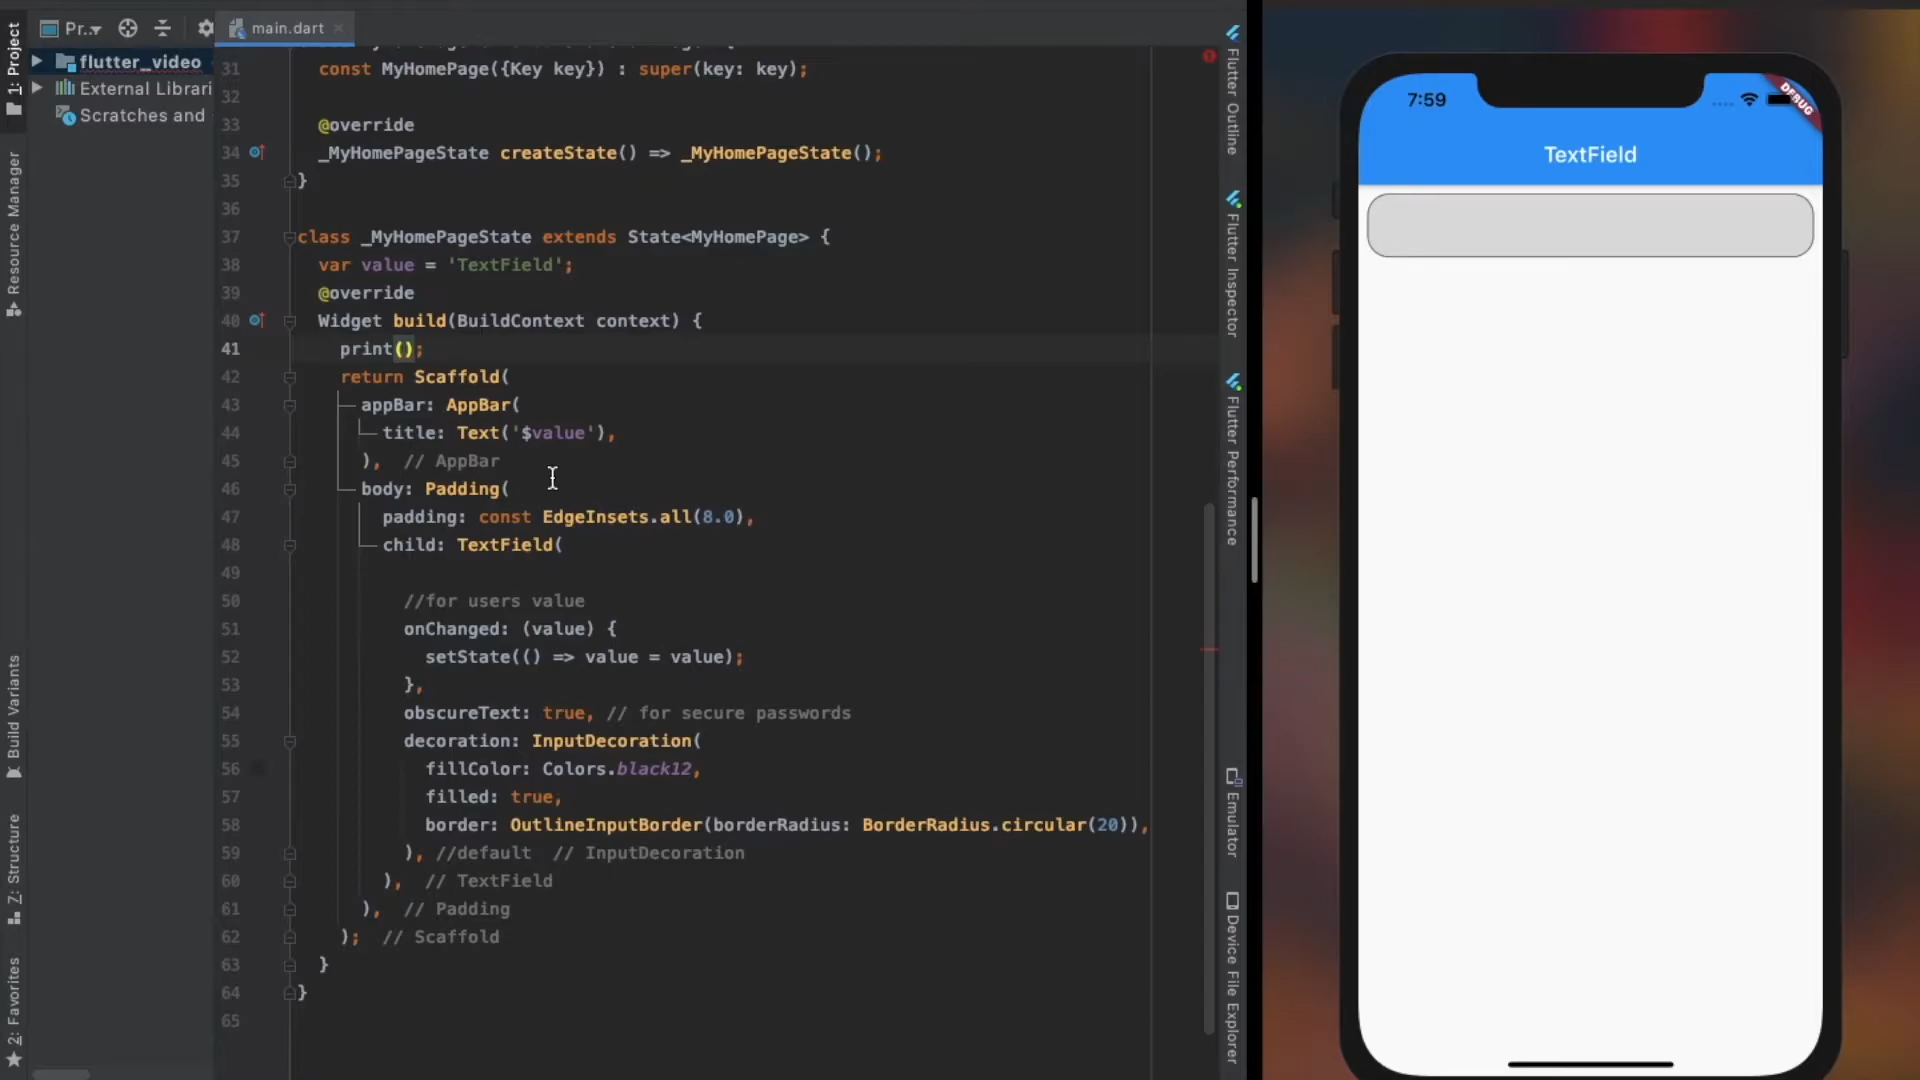 1: Project
Resource Manager
Build Variants
Z: Structure
2: Favorites
Pr..
flutter_video
External Librari
Scratches and
main.dart
31 const MyHomePage({Key key}) : super(key: key);
32
33 @override
34 _MyHomePageState createState() => _MyHomePageState();
35 }
36
37 class _MyHomePageState extends State<MyHomePage> {
38 var value = 'TextField';
39 @override
40 Widget build(BuildContext context) {
41 print();
42 return Scaffold(
43 appBar: AppBar(
44 title: Text('$value'),
45 ), // AppBar
46 body: Padding(
47 padding: const EdgeInsets.all(8.0),
48 child: TextField(
49
50 //for users value
51 onChanged: (value) {
52 setState(() => value = value);
53 },
54 obscureText: true, // for secure passwords
55 decoration: InputDecoration(
56 fillColor: Colors.black12,
57 filled: true,
58 border: OutlineInputBorder(borderRadius: BorderRadius.circular(20)),
59 ), //default // InputDecoration
60 ), // TextField
61 ), // Padding
62 ); // Scaffold
63 }
64 }
65
Flutter Outline
Flutter Inspector
Flutter Performance
Emulator
Device File Explorer
7:59
DEBUG
TextField